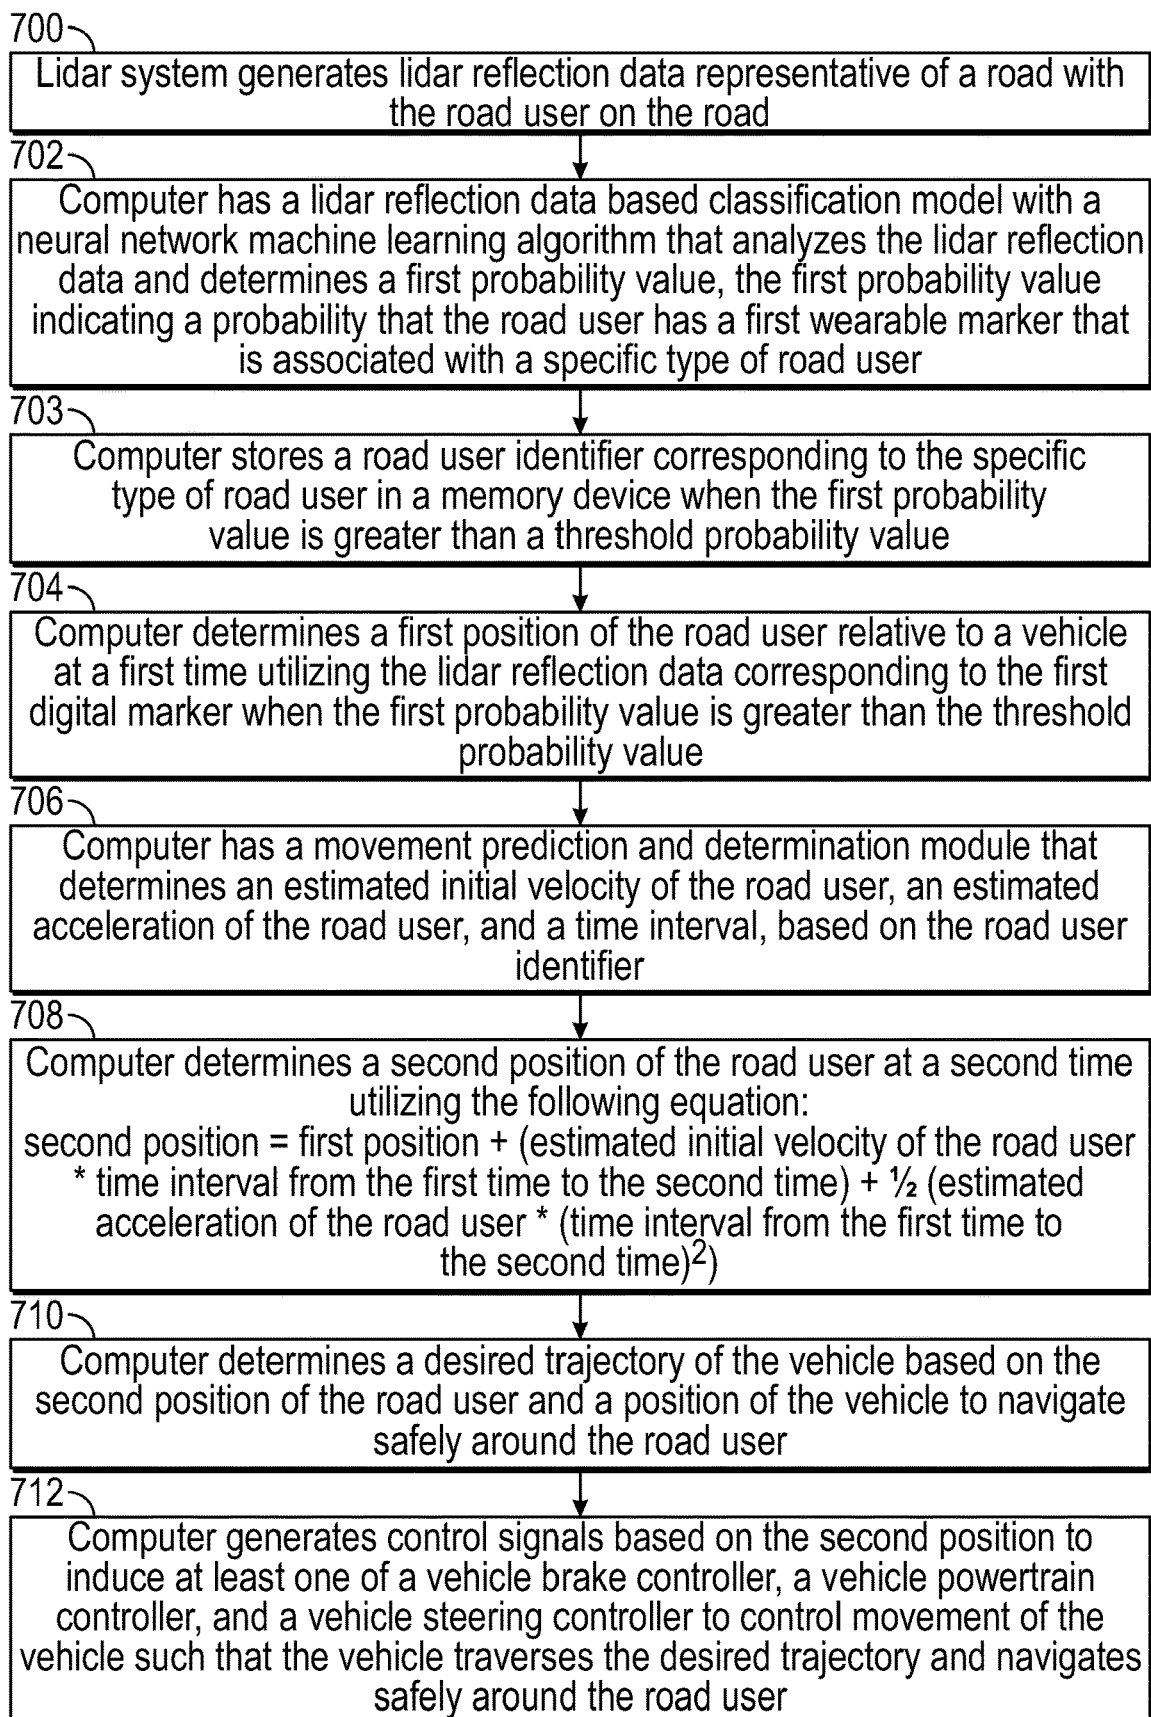 700
Lidar system generates lidar reflection data representative of a road with
the road user on the road
702
Computer has a lidar reflection data based classification model with a
neural network machine learning algorithm that analyzes the lidar reflection
data and determines a first probability value, the first probability value
indicating a probability that the road user has a first wearable marker that
is associated with a specific type of road user
703
Computer stores a road user identifier corresponding to the specific
type of road user in a memory device when the first probability
value is greater than a threshold probability value
704
Computer determines a first position of the road user relative to a vehicle
at a first time utilizing the lidar reflection data corresponding to the first
digital marker when the first probability value is greater than the threshold
probability value
706
Computer has a movement prediction and determination module that
determines an estimated initial velocity of the road user, an estimated
acceleration of the road user, and a time interval, based on the road user
identifier
708
Computer determines a second position of the road user at a second time
utilizing the following equation:
second position = first position + (estimated initial velocity of the road user
* time interval from the first time to the second time) + ½ (estimated
acceleration of the road user * (time interval from the first time to
the second time)²)
710
Computer determines a desired trajectory of the vehicle based on the
second position of the road user and a position of the vehicle to navigate
safely around the road user
712
Computer generates control signals based on the second position to
induce at least one of a vehicle brake controller, a vehicle powertrain
controller, and a vehicle steering controller to control movement of the
vehicle such that the vehicle traverses the desired trajectory and navigates
safely around the road user